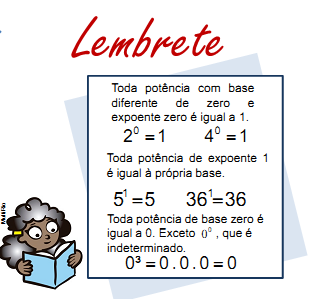 Lembrete
Toda potência com base
diferente de zero e
expoente zero é igual a 1.
2⁰ = 1 4⁰ = 1
Toda potência de expoente 1
é igual à própria base.
5¹ = 5 36¹ = 36
Toda potência de base zero é
igual a 0. Exceto 0⁰ , que é
indeterminado.
0³ = 0 . 0 . 0 = 0